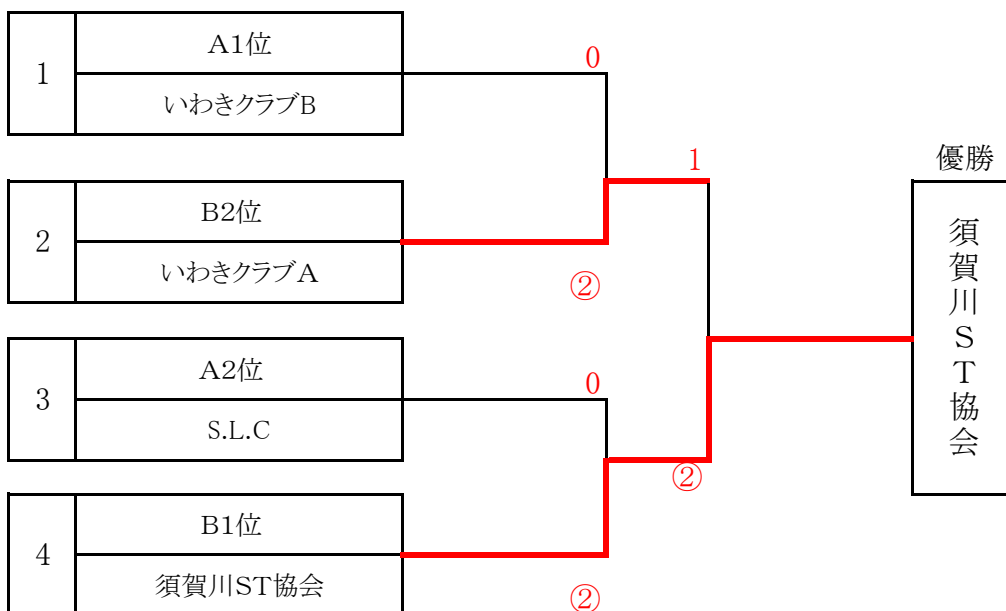 1
A1位
いわきクラブB
0
2
B2位
いわきクラブA
②
1
3
A2位
S.L.C
0
4
B1位
須賀川ST協会
②
②
優勝
須賀川ST協会